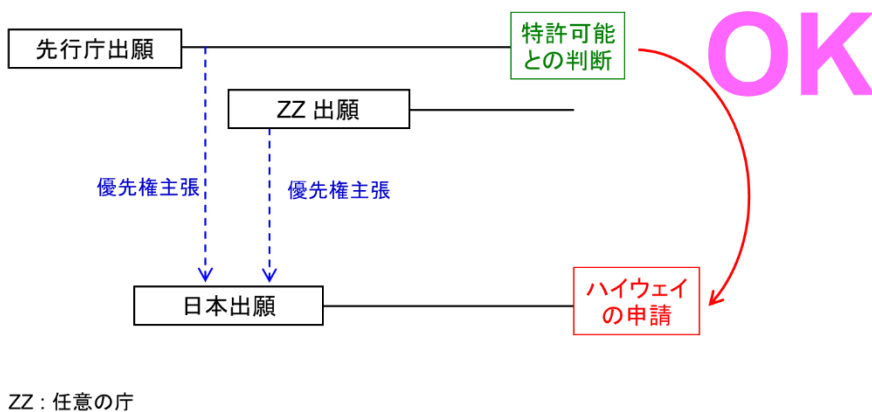 先行庁出願
特許可能
との判断
OK
ZZ 出願
優先権主張
優先権主張
日本出願
ハイウェイ
の申請
ZZ : 任意の庁